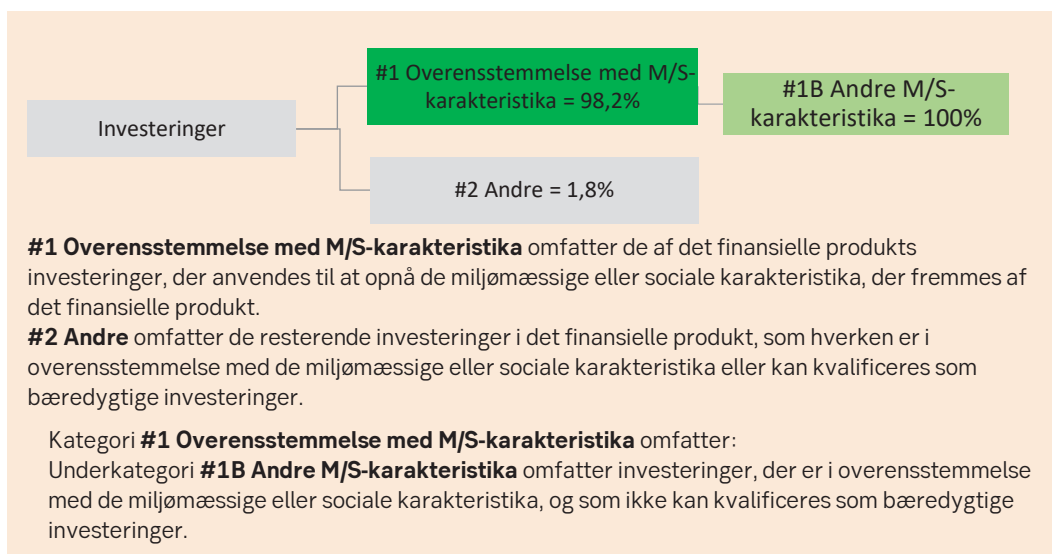 #1 Overensstemmelse med M/S-
karakteristika = 98,2%
#1B Andre M/S-
karakteristika = 100%
Investeringer
#2 Andre = 1,8%
#1 Overensstemmelse med M/S-karakteristika omfatter de af det finansielle produkts
investeringer, der anvendes til at opnå de miljømæssige eller sociale karakteristika, der fremmes af
det finansielle produkt.
#2 Andre omfatter de resterende investeringer i det finansielle produkt, som hverken er i
overensstemmelse med de miljømæssige eller sociale karakteristika eller kan kvalificeres som
bæredygtige investeringer.
Kategori #1 Overensstemmelse med M/S-karakteristika omfatter:
Underkategori #1B Andre M/S-karakteristika omfatter investeringer, der er i overensstemmelse
med de miljømæssige eller sociale karakteristika, og som ikke kan kvalificeres som bæredygtige
investeringer.